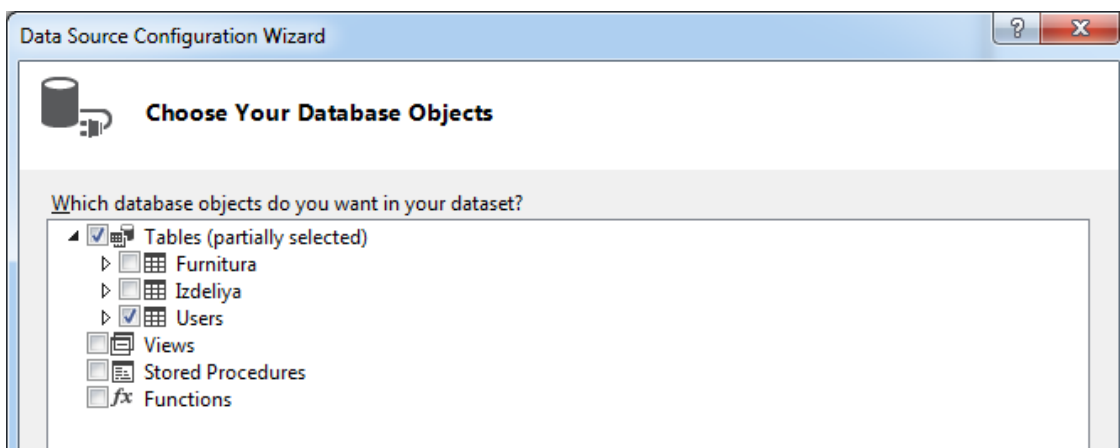 Data Source Configuration Wizard
Choose Your Database Objects
Which database objects do you want in your dataset?
Tables (partially selected)
Furnitura
Izdeliya
Users
Views
Stored Procedures
fx Functions